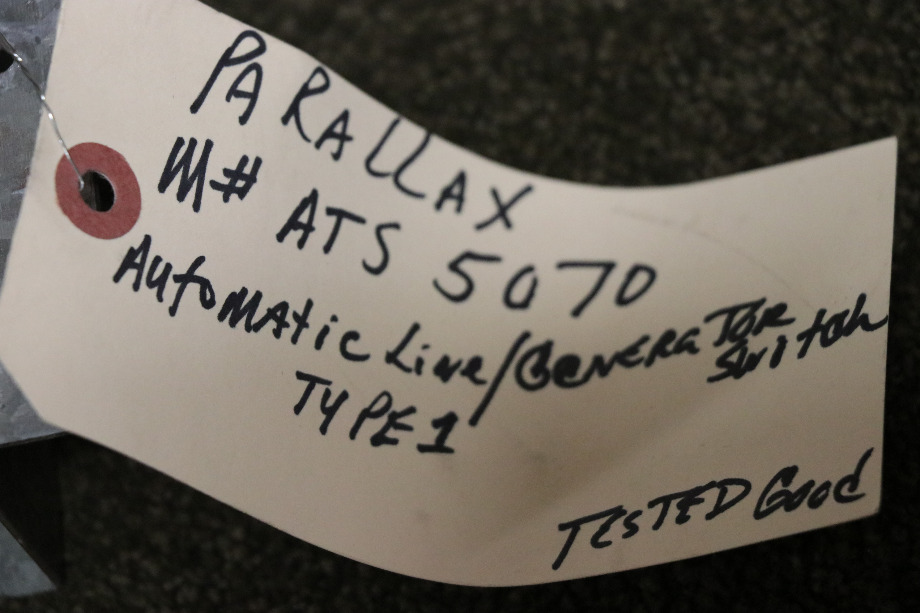 PARALLAX
M# ATS 5070
Automatic Line/GENERATOR SWITCH
TYPE 1
TESTED Good